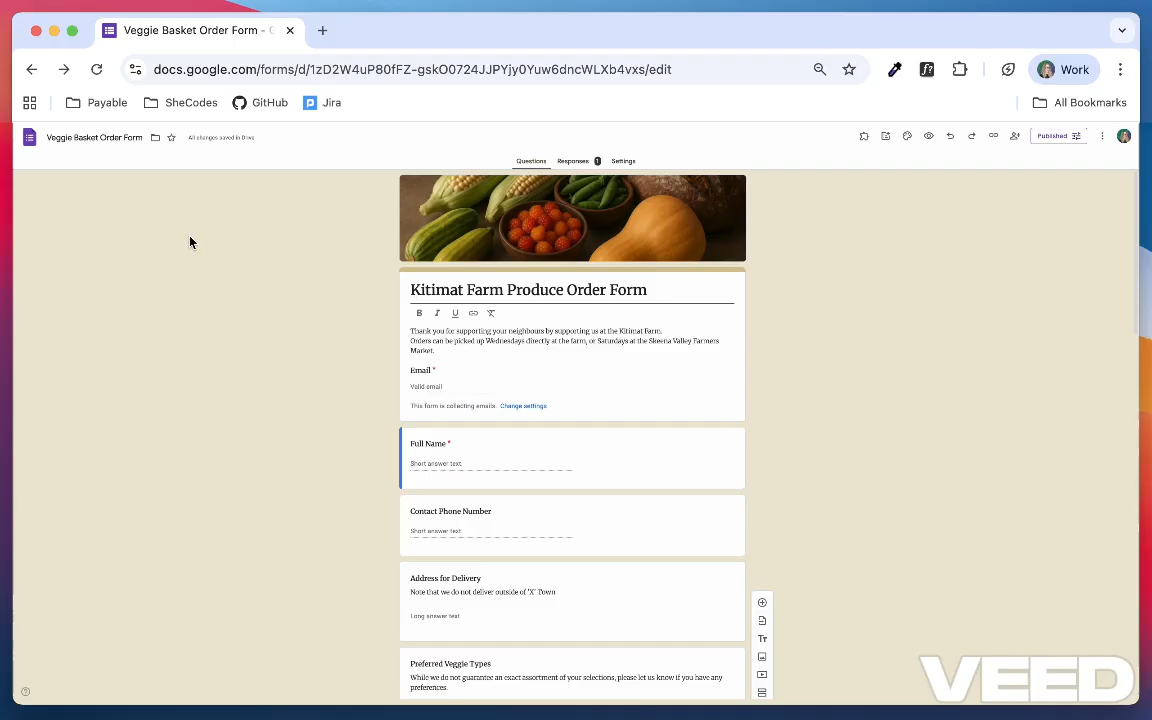 Veggie Basket Order Form - G
docs.google.com/forms/d/1zD2W4uP80fFZ-gskO0724JJPYjy0Yuw6dncWLXb4vxs/edit
Work
Payable
SheCodes
GitHub
Jira
All Bookmarks
Veggie Basket Order Form
All changes saved in Drive
Published
Questions
Responses 1
Settings
Kitimat Farm Produce Order Form
B I U
Thank you for supporting your neighbours by supporting us at the Kitimat Farm.
Orders can be picked up Wednesdays directly at the farm, or Saturdays at the Skeena Valley Farmers
Market.
Email *
Valid email
This form is collecting emails. Change settings
Full Name *
Short answer text
Contact Phone Number
Short answer text
Address for Delivery
Note that we do not deliver outside of 'X' Town
Long answer text
Preferred Veggie Types
While we do not guarantee an exact assortment of your selections, please let us know if you have any
preferences.
Tт
VEED